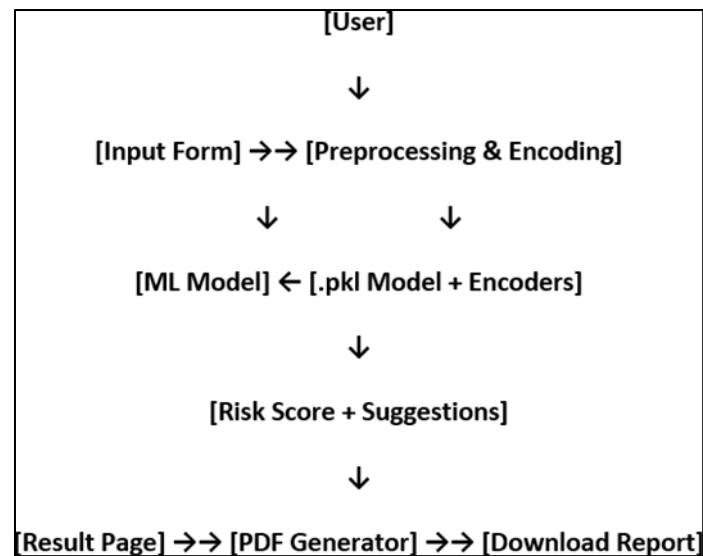 [User]
↓
[Input Form] →→ [Preprocessing & Encoding]
↓ ↓
[ML Model] ← [.pkl Model + Encoders]
↓
[Risk Score + Suggestions]
↓
[Result Page] →→ [PDF Generator] →→ [Download Report]